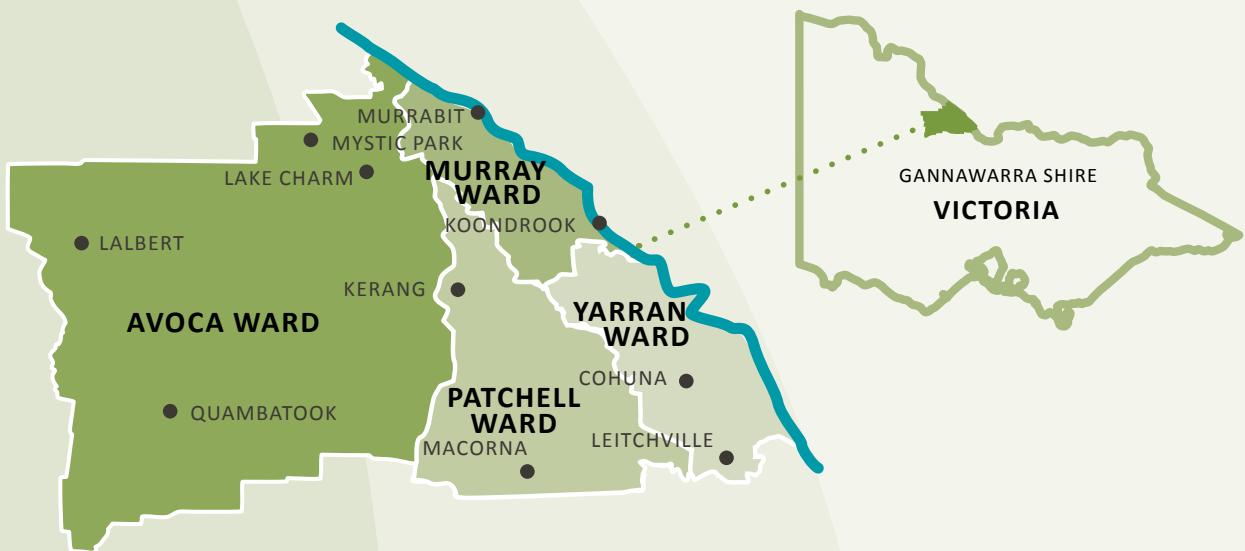 MURRABIT
MYSTIC PARK
LAKE CHARM
MURRAY
WARD
KOONDROOK
LALBERT
KERANG
AVOCA WARD
YARRAN
WARD
COHUNA
PATCHELL
WARD
QUAMBATOOK
LEITCHVILLE
MACORNA
GANNAWARRA SHIRE
VICTORIA